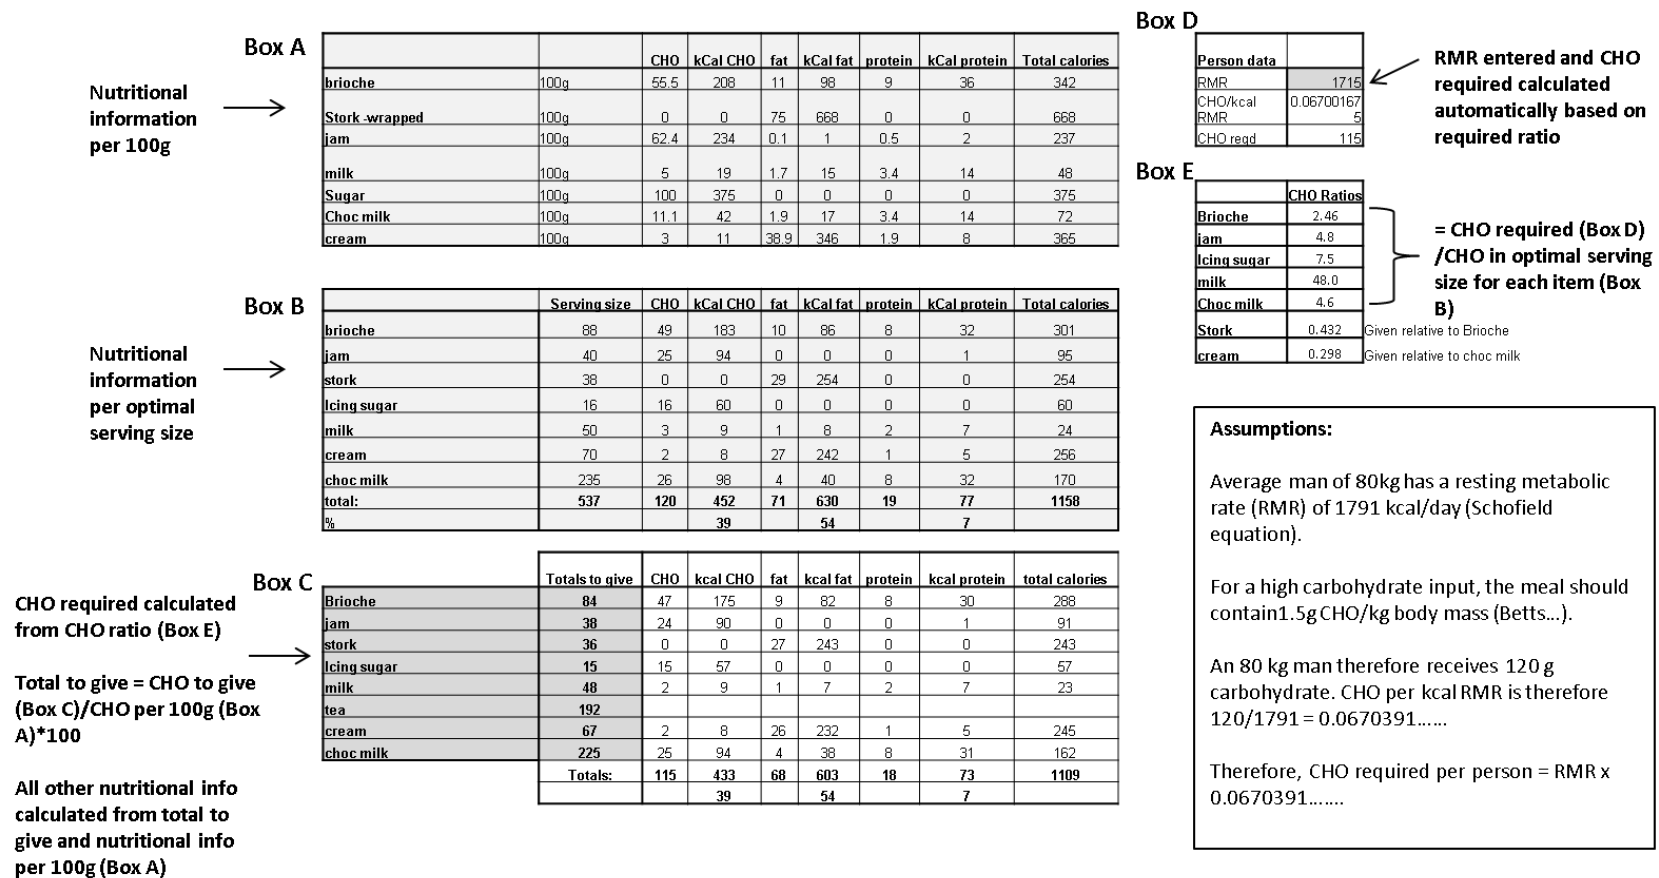 Box A
Nutritional
information
per 100g
CHO kCal CHO fat kCal fat protein kCal protein Total calories
brioche 100g 55.5 208 11 98 9 36 342
Stork -wrapped 100g 0 0 75 668 0 0 668
jam 100g 62.4 234 0.1 1 0.5 2 237
milk 100g 5 19 1.7 15 3.4 14 48
Sugar 100g 100 375 0 0 0 0 375
Choc milk 100g 11.1 42 1.9 17 3.4 14 72
cream 100g 3 11 38.9 346 1.9 8 365
Box B
Nutritional
information
per optimal
serving size
Serving size CHO kCal CHO fat kCal fat protein kCal protein Total calories
brioche 88 49 183 10 86 8 32 301
jam 40 25 94 0 0 0 1 95
stork 38 0 0 29 254 0 0 254
Icing sugar 16 16 60 0 0 0 0 60
milk 50 3 9 1 8 2 7 24
cream 70 2 8 27 242 1 5 256
choc milk 235 26 98 4 40 8 32 170
total: 537 120 452 71 630 19 77 1158
% 39 54 7
Box C
CHO required calculated
from CHO ratio (Box E)
Total to give = CHO to give
(Box C)/CHO per 100g (Box
A)*100
All other nutritional info
calculated from total to
give and nutritional info
per 100g (Box A)
Totals to give CHO kcal CHO fat kcal fat protein kcal protein total calories
Brioche 84 47 175 9 82 8 30 288
jam 38 24 90 0 0 0 1 91
stork 36 0 0 27 243 0 0 243
Icing sugar 15 15 57 0 0 0 0 57
milk 48 2 9 1 7 2 7 23
tea 192
cream 67 2 8 26 232 1 5 245
choc milk 225 25 94 4 38 8 31 162
Totals: 115 433 68 603 18 73 1109
39 54 7
Box D
Person data
RMR 1715
CHO/kcal 0.06700167
RMR 5
CHO reqd 115
RMR entered and CHO
required calculated
automatically based on
required ratio
Box E
CHO Ratios
Brioche 2.46
jam 4.8
Icing sugar 7.5
milk 48.0
Choc milk 4.6
Stork 0.432 Given relative to Brioche
cream 0.298 Given relative to choc milk
= CHO required (Box D)
/CHO in optimal serving
size for each item (Box
B)
Assumptions:
Average man of 80kg has a resting metabolic
rate (RMR) of 1791 kcal/day (Schofield
equation).
For a high carbohydrate input, the meal should
contain1.5g CHO/kg body mass (Betts...).
An 80 kg man therefore receives 120 g
carbohydrate. CHO per kcal RMR is therefore
120/1791 = 0.0670391......
Therefore, CHO required per person = RMR x
0.0670391.......